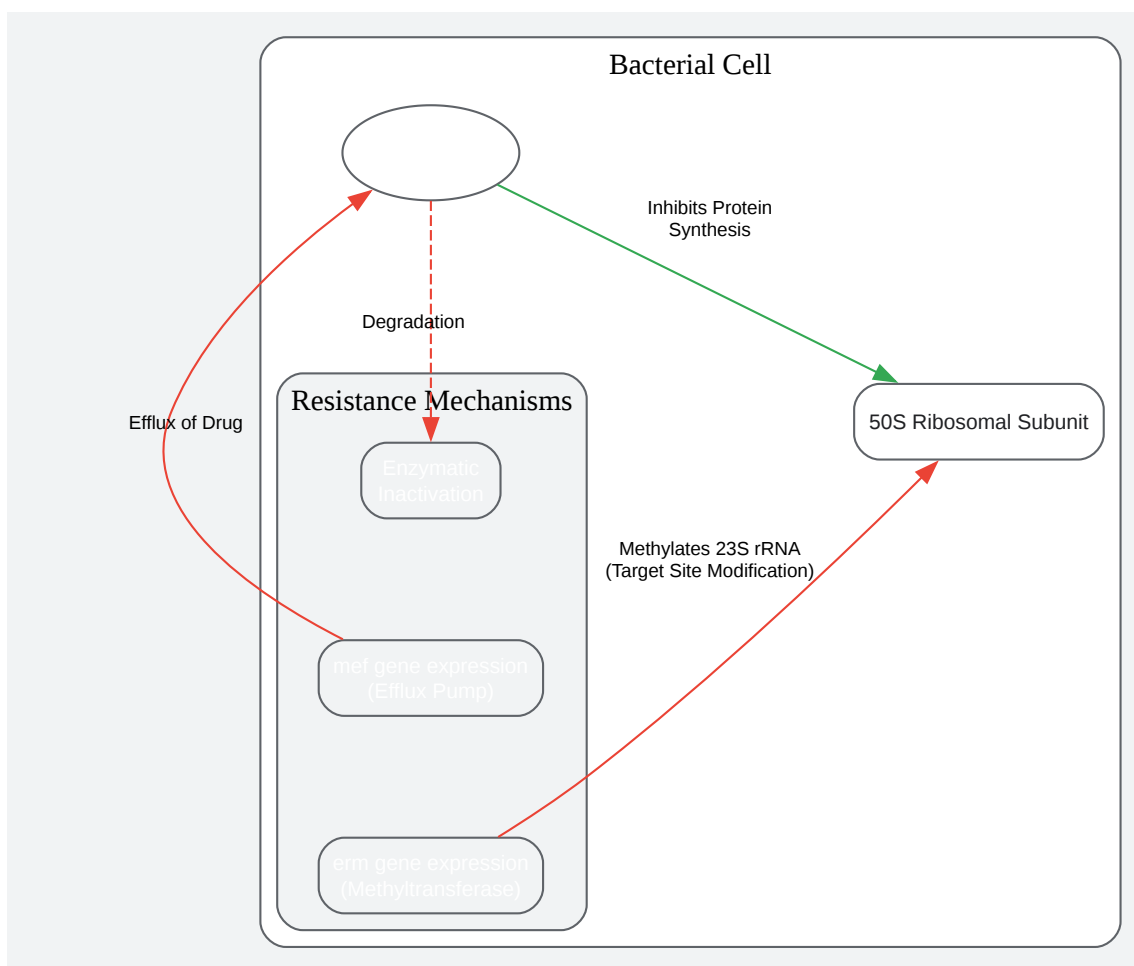 Bacterial Cell
Inhibits Protein
Synthesis
Degradation
Resistance Mechanisms
Efflux of Drug
50S Ribosomal Subunit
Enzymatic
Inactivation
Methylates 23S rRNA
(Target Site Modification)
mef gene expression
(Efflux Pump)
erm gene expression
(Methyltransferase)